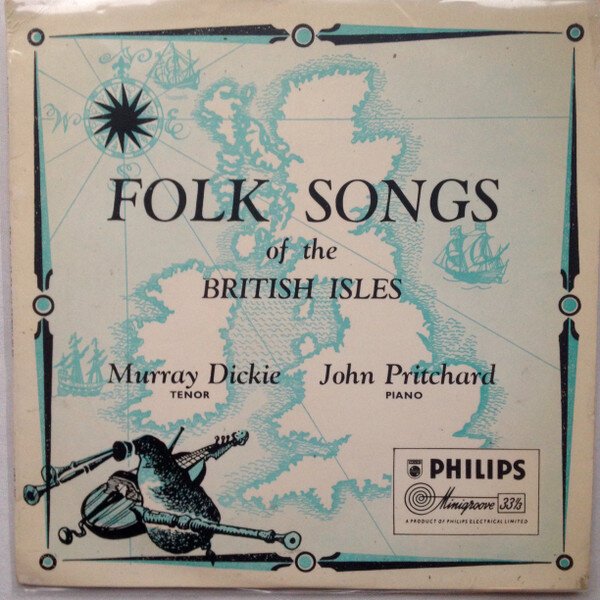 W
E
FOLK SONGS
of the
BRITISH ISLES
Murray Dickie John Pritchard
TENOR PIANO
PHILIPS
Minigroove 33⅓
A PRODUCT OF PHILIPS ELECTRICAL LIMITED